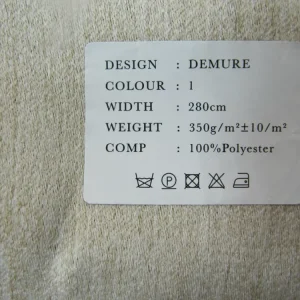 DESIGN : DEMURE
COLOUR : 1
WIDTH : 280cm
WEIGHT : 350g/m²±10/m²
COMP : 100%Polyester